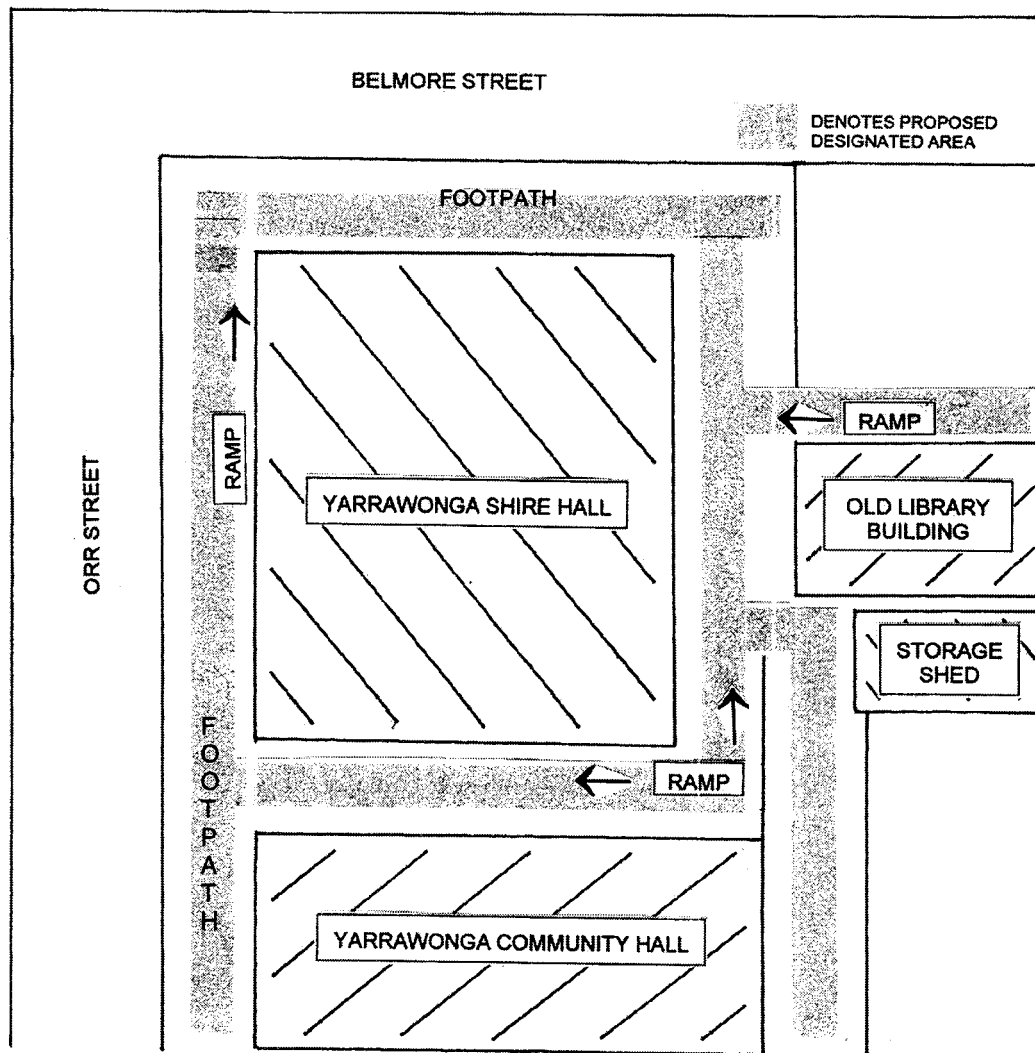 BELMORE STREET
DENOTES PROPOSED
DESIGNATED AREA
FOOTPATH
RAMP
RAMP
YARRAWONGA SHIRE HALL
OLD LIBRARY
BUILDING
ORR STREET
STORAGE
SHED
FOOTPATH
RAMP
YARRAWONGA COMMUNITY HALL